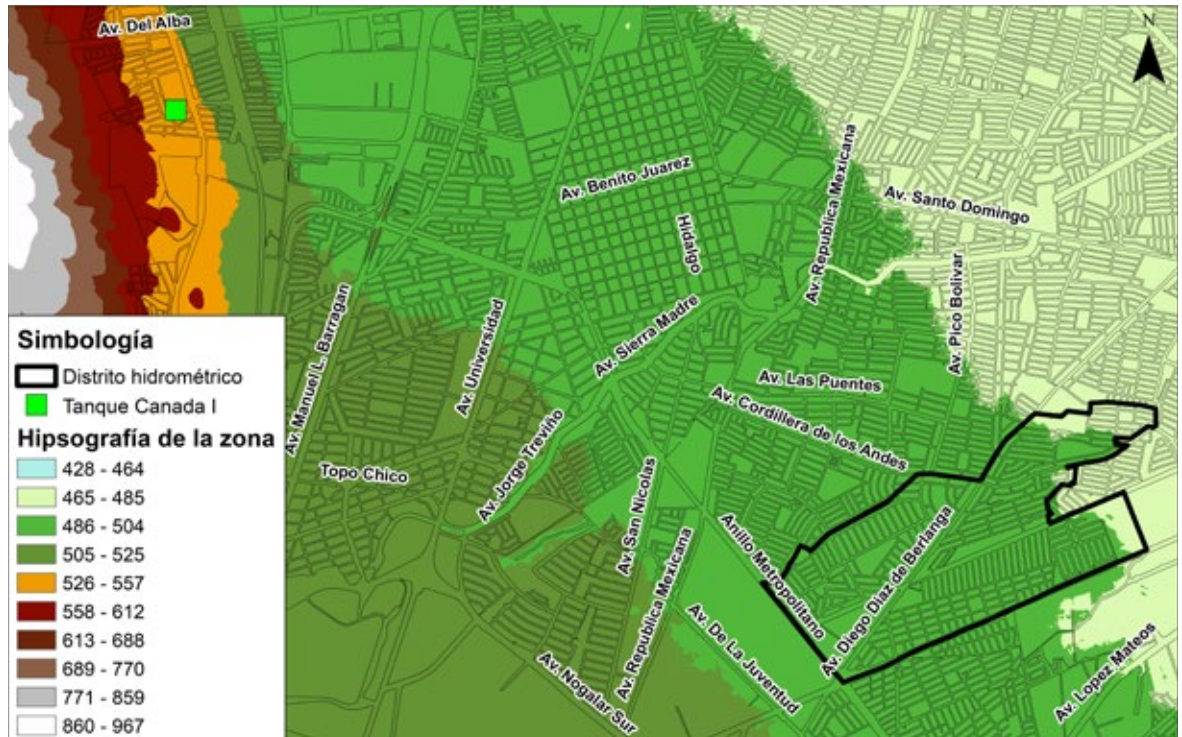 Av. Del Alba
N
Av. Benito Juarez
Hidalgo
Av. Republica Mexicana
Av. Santo Domingo
Av. Pico Bolivar
Av. Manuel L. Barragan
Av. Universidad
Av. Sierra Madre
Av. Las Puentes
Av. Cordillera de los Andes
Topo Chico
Av. Jorge Treviño
Av. San Nicolas
Av. Republica Mexicana
Anillo Metropolitano
Av. Diego Diaz de Berlanga
Av. De La Juventud
Av. Nogalar Sur
Av. Lopez Mateos
Simbología
Distrito hidrométrico
Tanque Canada I
Hipsografía de la zona
428 - 464
465 - 485
486 - 504
505 - 525
526 - 557
558 - 612
613 - 688
689 - 770
771 - 859
860 - 967